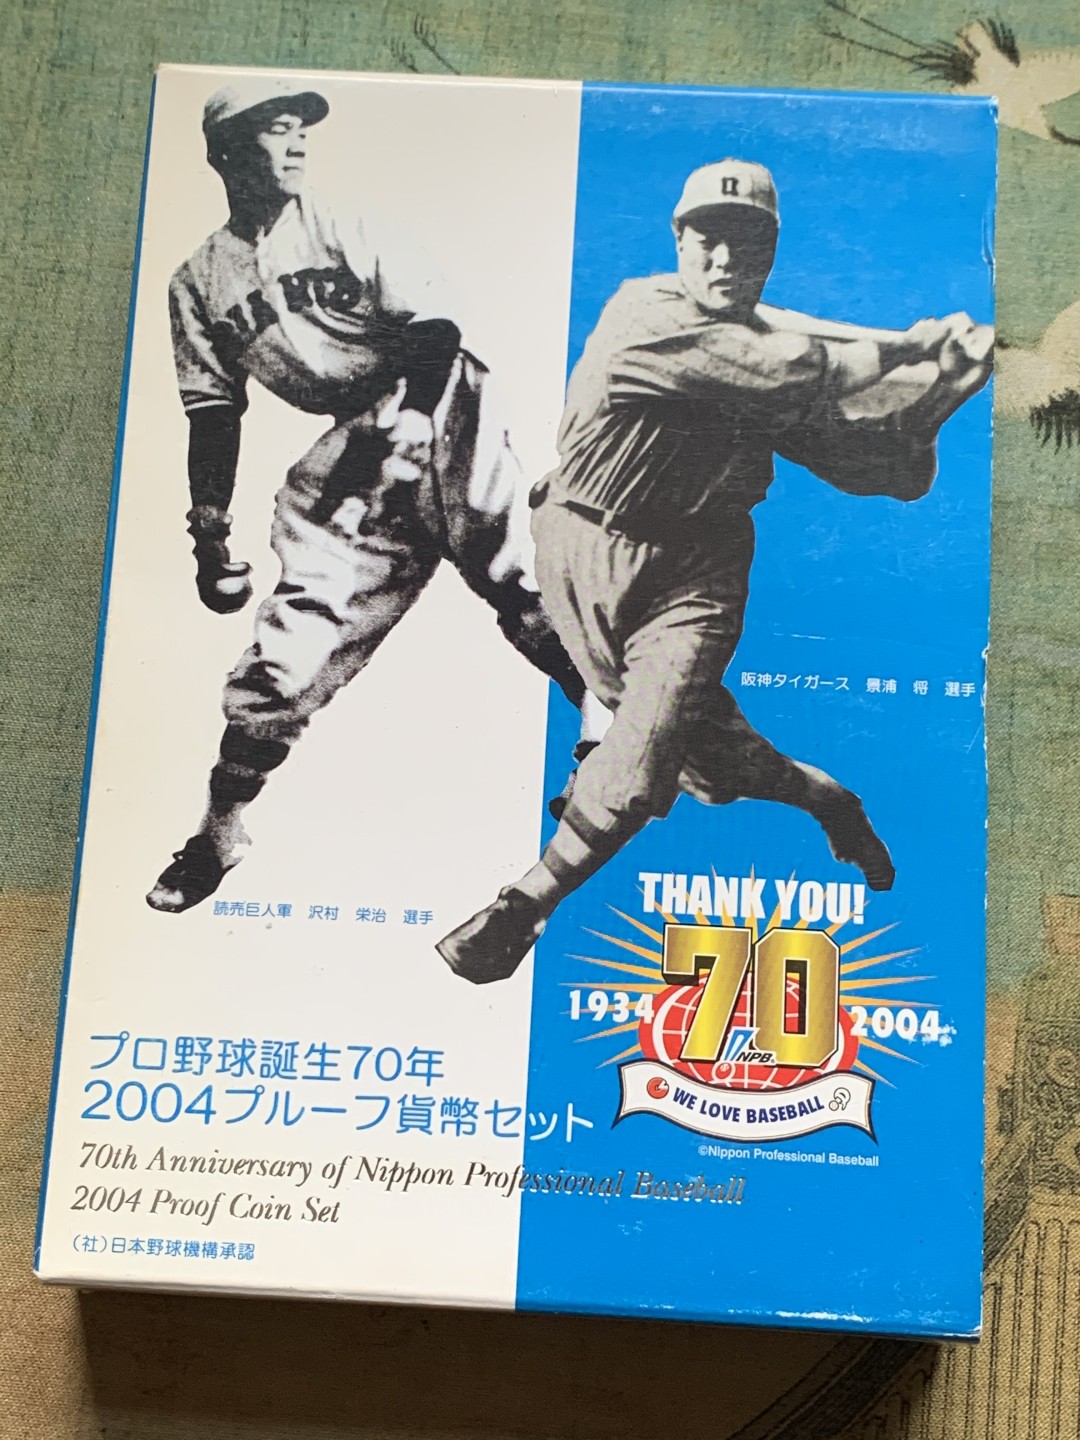 阪神タイガース 景浦 将 選手
読売巨人軍 沢村 栄治 選手
THANK YOU!
70
1934
2004
NPB
WE LOVE BASEBALL
©Nippon Professional Baseball
プロ野球誕生70年
2004プルーフ貨幣セット
70th Anniversary of Nippon Professional Baseball
2004 Proof Coin Set
(社)日本野球機構承認